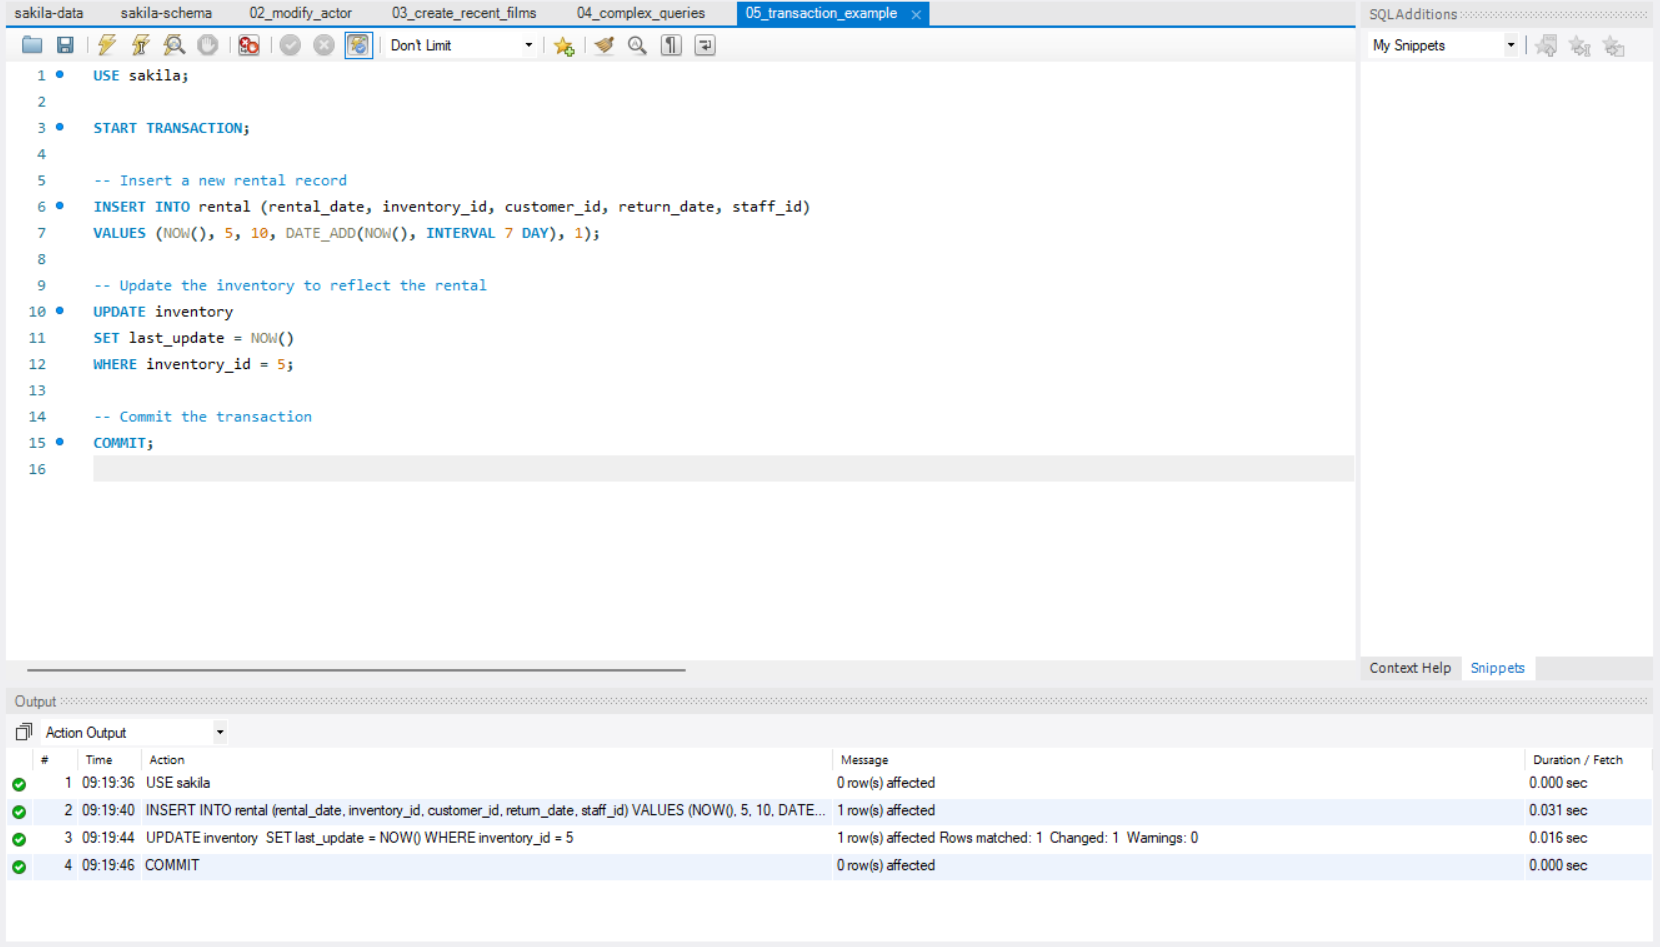 sakila-data sakila-schema 02_modify_actor 03_create_recent_films 04_complex_queries 05_transaction_example
SQLAdditions
Don't Limit
My Snippets
1 USE sakila;
2
3 START TRANSACTION;
4
5 -- Insert a new rental record
6 INSERT INTO rental (rental_date, inventory_id, customer_id, return_date, staff_id)
7 VALUES (NOW(), 5, 10, DATE_ADD(NOW(), INTERVAL 7 DAY), 1);
8
9 -- Update the inventory to reflect the rental
10 UPDATE inventory
11 SET last_update = NOW()
12 WHERE inventory_id = 5;
13
14 -- Commit the transaction
15 COMMIT;
16
Context Help Snippets
Output
Action Output
# Time Action Message Duration / Fetch
1 09:19:36 USE sakila 0 row(s) affected 0.000 sec
2 09:19:40 INSERT INTO rental (rental_date, inventory_id, customer_id, return_date, staff_id) VALUES (NOW(), 5, 10, DATE... 1 row(s) affected 0.031 sec
3 09:19:44 UPDATE inventory SET last_update = NOW() WHERE inventory_id = 5 1 row(s) affected Rows matched: 1 Changed: 1 Warnings: 0 0.016 sec
4 09:19:46 COMMIT 0 row(s) affected 0.000 sec